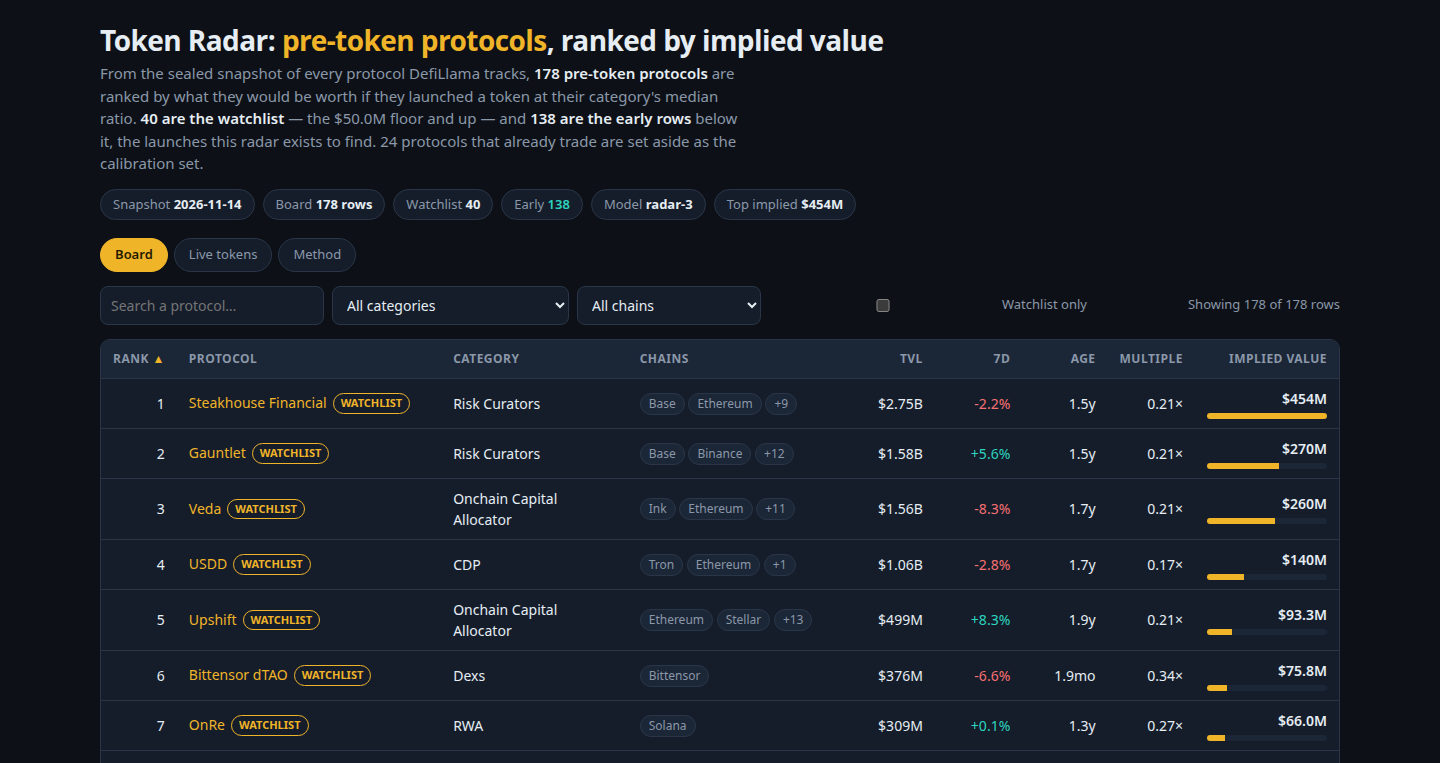 Token Radar: pre-token protocols, ranked by implied value
From the sealed snapshot of every protocol DefiLlama tracks, 178 pre-token protocols are
ranked by what they would be worth if they launched a token at their category's median
ratio. 40 are the watchlist — the $50.0M floor and up — and 138 are the early rows below
it, the launches this radar exists to find. 24 protocols that already trade are set aside as the
calibration set.
Snapshot 2026-11-14 Board 178 rows Watchlist 40 Early 138 Model radar-3 Top implied $454M
Board Live tokens Method
Search a protocol... All categories All chains Watchlist only Showing 178 of 178 rows
RANK ▲ PROTOCOL CATEGORY CHAINS TVL 7D AGE MULTIPLE IMPLIED VALUE
1 Steakhouse Financial WATCHLIST Risk Curators Base Ethereum +9 $2.75B -2.2% 1.5y 0.21× $454M
2 Gauntlet WATCHLIST Risk Curators Base Binance +12 $1.58B +5.6% 1.5y 0.21× $270M
3 Veda WATCHLIST Onchain Capital Allocator Ink Ethereum +11 $1.56B -8.3% 1.7y 0.21× $260M
4 USDD WATCHLIST CDP Tron Ethereum +1 $1.06B -2.8% 1.7y 0.17× $140M
5 Upshift WATCHLIST Onchain Capital Allocator Ethereum Stellar +13 $499M +8.3% 1.9y 0.21× $93.3M
6 Bittensor dTAO WATCHLIST Dexs Bittensor $376M -6.6% 1.9mo 0.34× $75.8M
7 OnRe WATCHLIST RWA Solana $309M +0.1% 1.3y 0.27× $66.0M